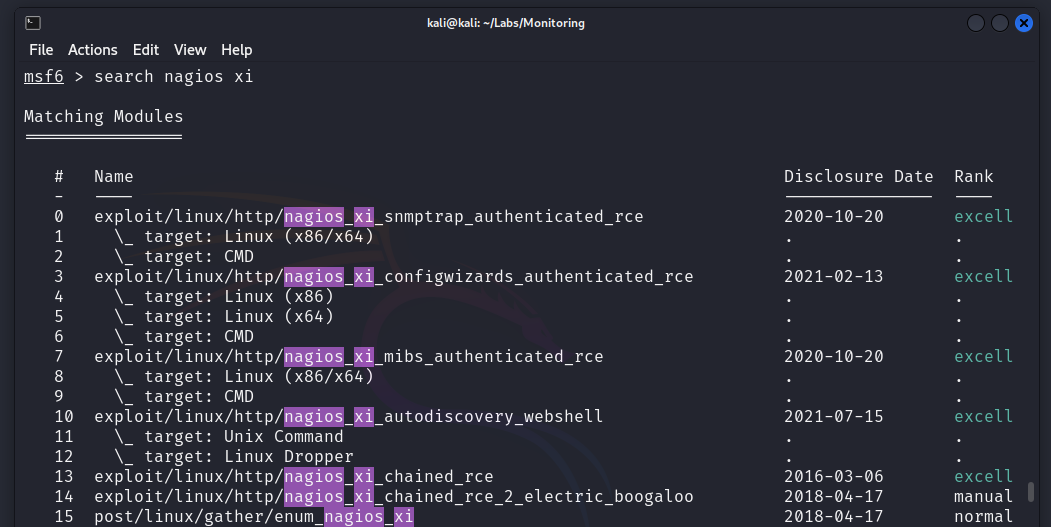 kali@kali: ~/Labs/Monitoring
File Actions Edit View Help
msf6 > search nagios xi
Matching Modules
================
# Name Disclosure Date Rank
- ---- --------------- ----
0 exploit/linux/http/nagios_xi_snmptrap_authenticated_rce 2020-10-20 excell
1 \_ target: Linux (x86/x64) . .
2 \_ target: CMD . .
3 exploit/linux/http/nagios_xi_configwizards_authenticated_rce 2021-02-13 excell
4 \_ target: Linux (x86) . .
5 \_ target: Linux (x64) . .
6 \_ target: CMD . .
7 exploit/linux/http/nagios_xi_mibs_authenticated_rce 2020-10-20 excell
8 \_ target: Linux (x86/x64) . .
9 \_ target: CMD . .
10 exploit/linux/http/nagios_xi_autodiscovery_webshell 2021-07-15 excell
11 \_ target: Unix Command . .
12 \_ target: Linux Dropper . .
13 exploit/linux/http/nagios_xi_chained_rce 2016-03-06 excell
14 exploit/linux/http/nagios_xi_chained_rce_2_electric_boogaloo 2018-04-17 manual
15 post/linux/gather/enum_nagios_xi 2018-04-17 normal